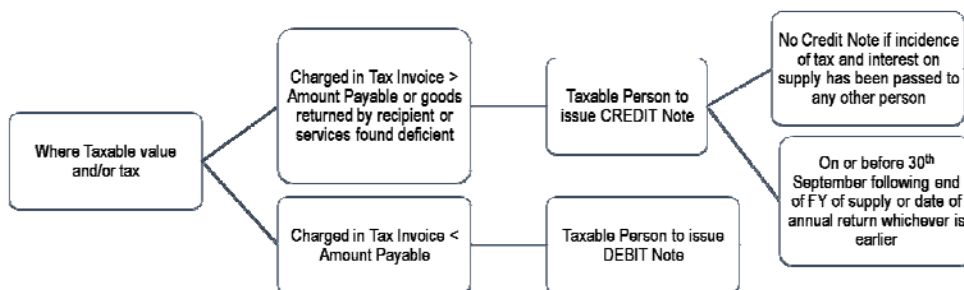 Where Taxable value
and/or tax
Charged in Tax Invoice >
Amount Payable or goods
returned by recipient or
services found deficient
Taxable Person to
issue CREDIT Note
No Credit Note if incidence
of tax and interest on
supply has been passed to
any other person
On or before 30th
September following end
of FY of supply or date of
annual return whichever is
earlier
Charged in Tax Invoice <
Amount Payable
Taxable Person to issue
DEBIT Note